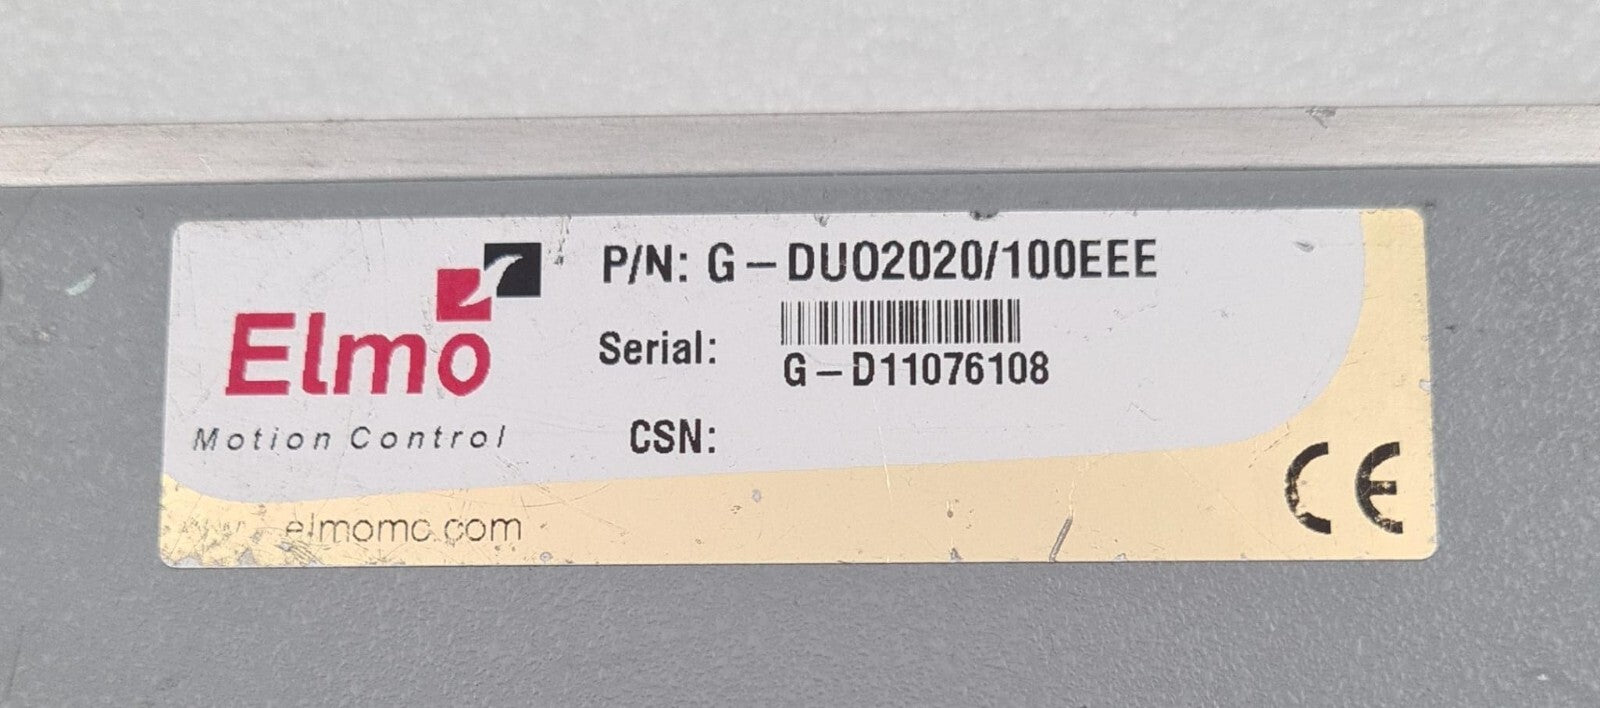 Elmo
Motion Control
P/N: G-DUO2020/100EEE
Serial:
G-D11076108
CSN:
elmomc.com
CE